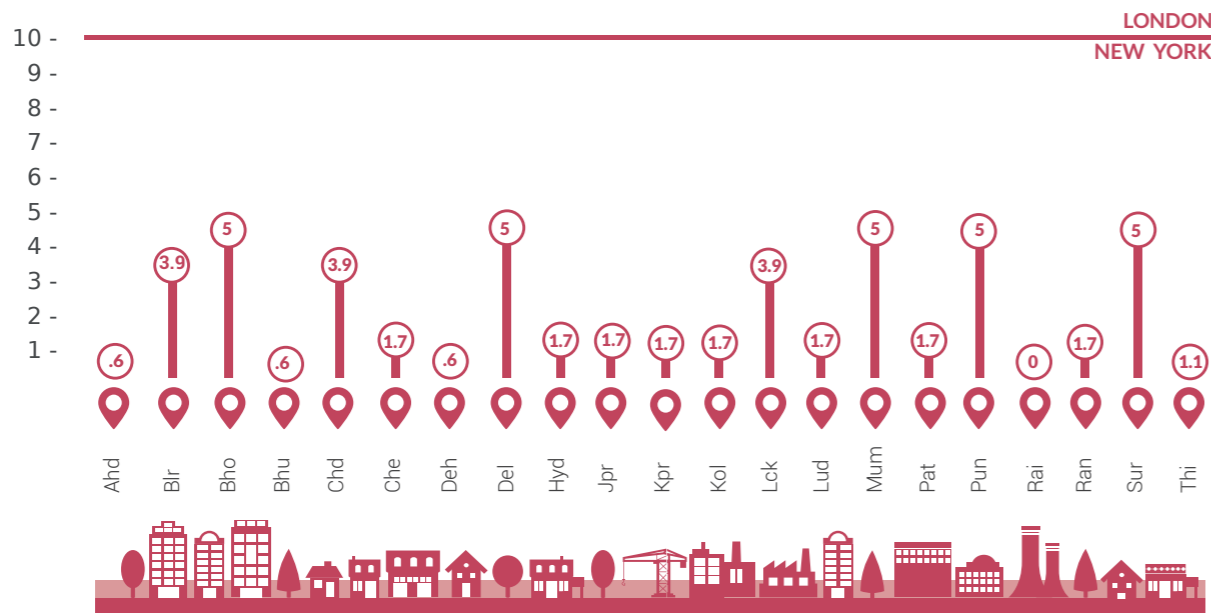 LONDON
10 -
NEW YORK
9 -
8 -
7 -
6 -
5 -
4 -
3 -
2 -
1 -
.6 3.9 5 .6 3.9 1.7 .6 5 1.7 1.7 1.7 1.7 3.9 1.7 5 1.7 5 0 1.7 5 1.1
Ahd Blr Bho Bhu Chd Che Deh Del Hyd Jpr Kpr Kol Lck Lud Mum Pat Pun Rai Ran Sur Thi